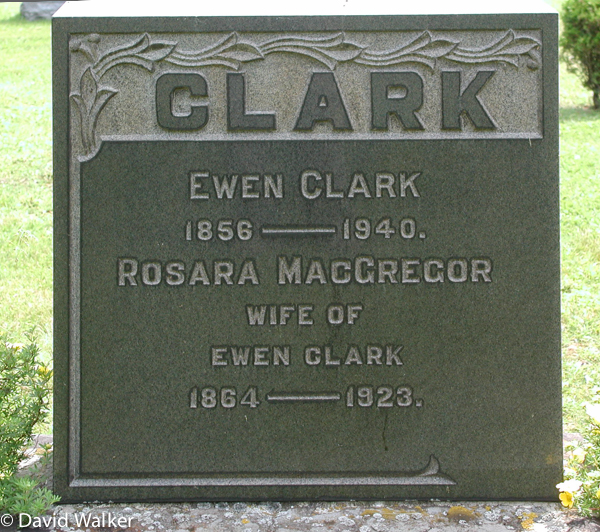 CLARK
EWEN CLARK
1856 — 1940.
ROSARA MACGREGOR
WIFE OF
EWEN CLARK
1864 — 1923.
© David Walker